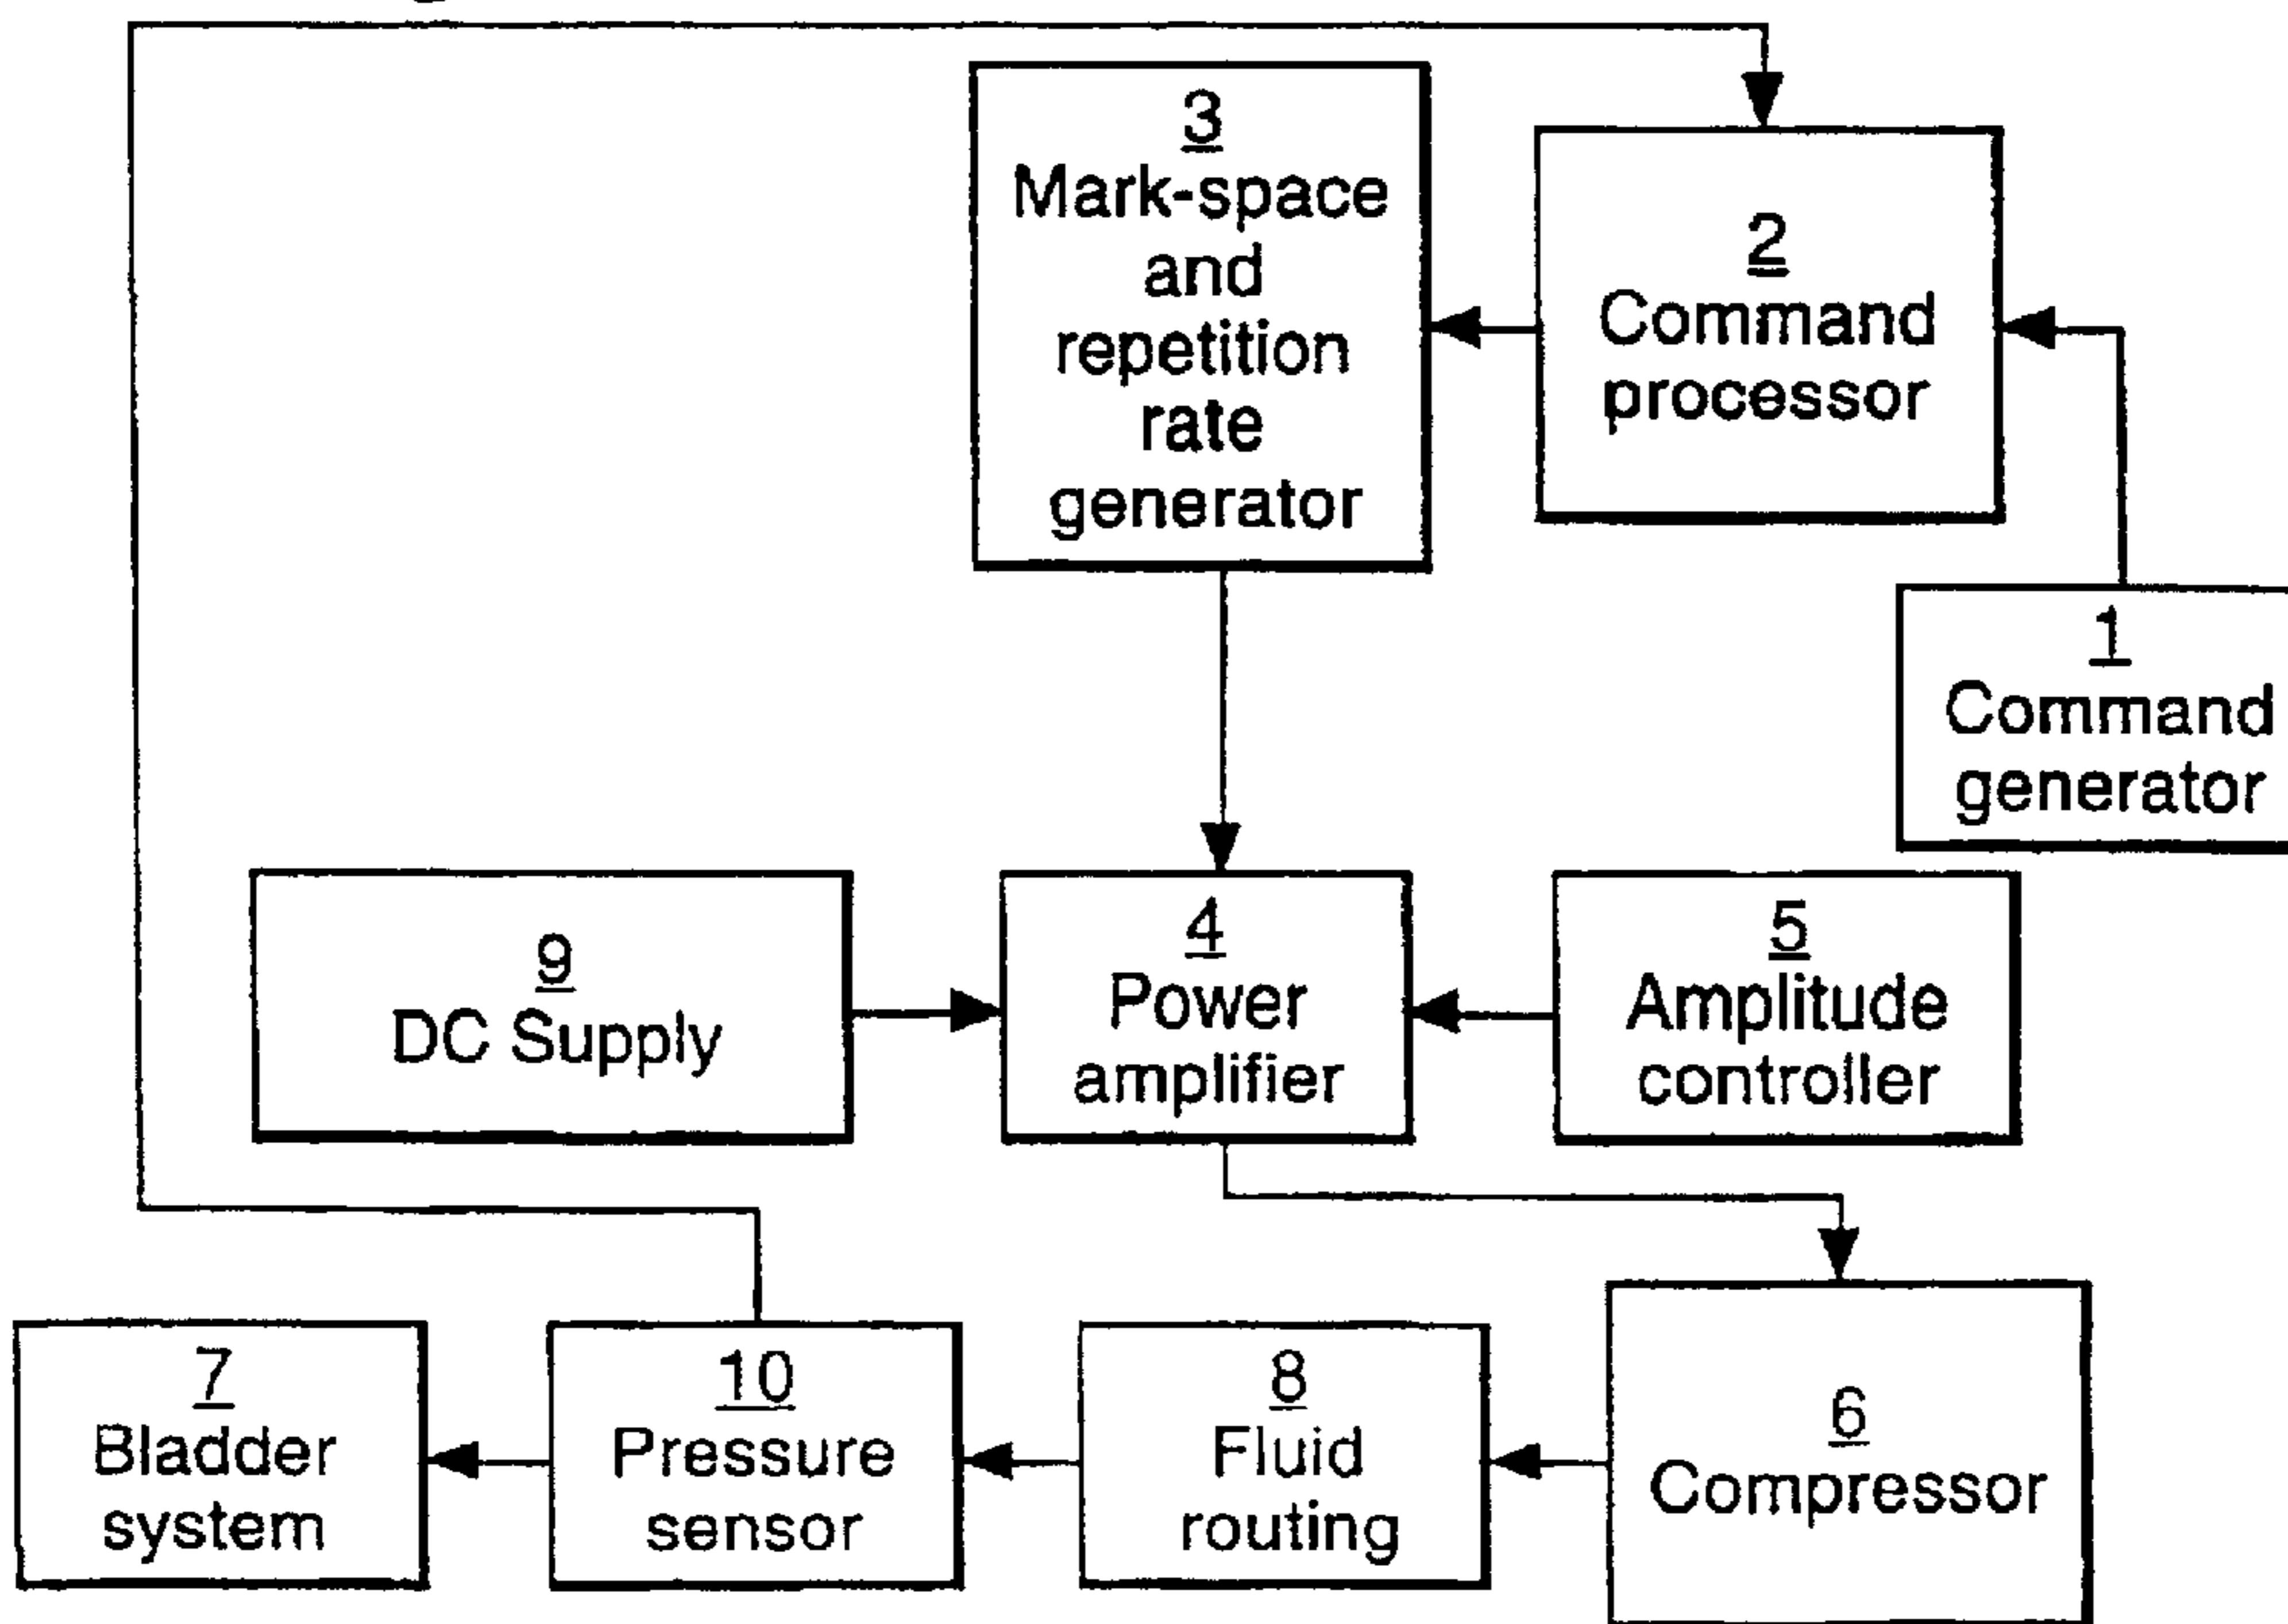 3
Mark-space
and
repetition
rate
generator
2
Command
processor
1
Command
generator
9
DC Supply
4
Power
amplifier
5
Amplitude
controller
7
Bladder
system
10
Pressure
sensor
8
Fluid
routing
6
Compressor